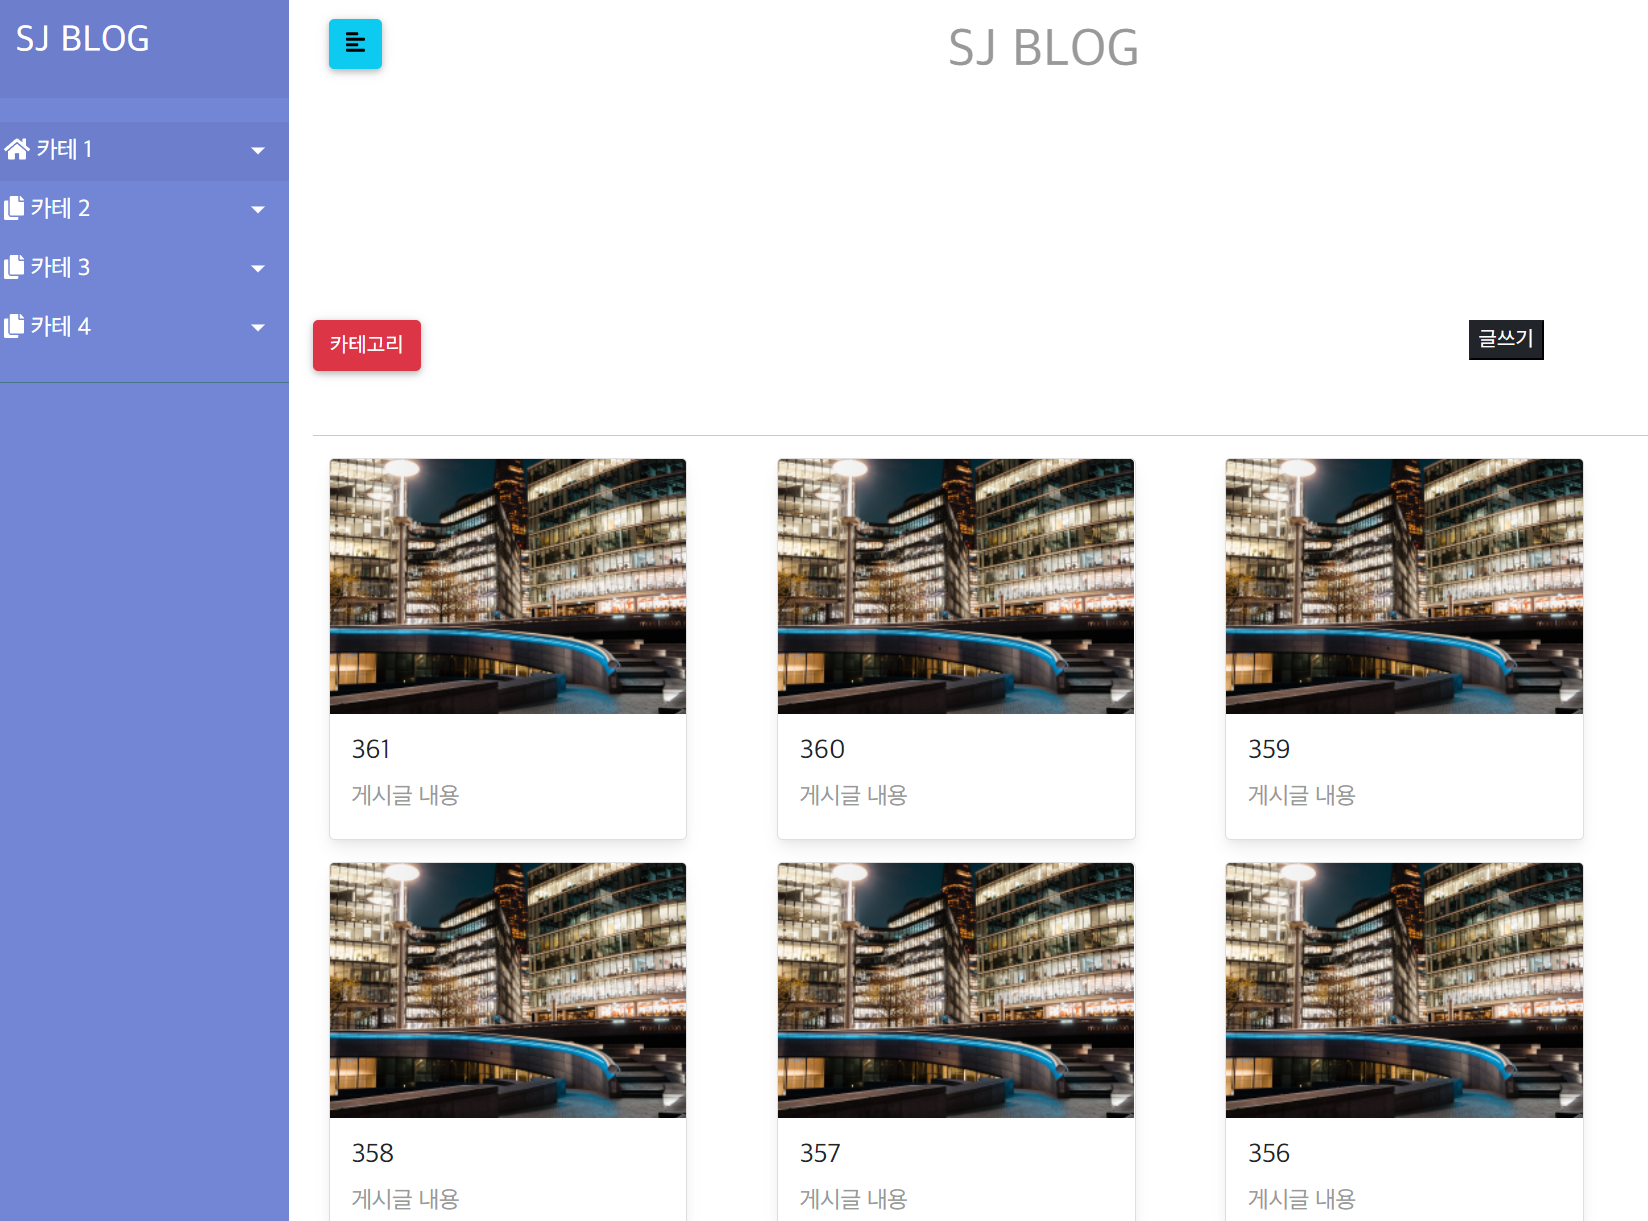 SJ BLOG
카테 1
카테 2
카테 3
카테 4
SJ BLOG
카테고리
글쓰기
361
게시글 내용
360
게시글 내용
359
게시글 내용
358
게시글 내용
357
게시글 내용
356
게시글 내용